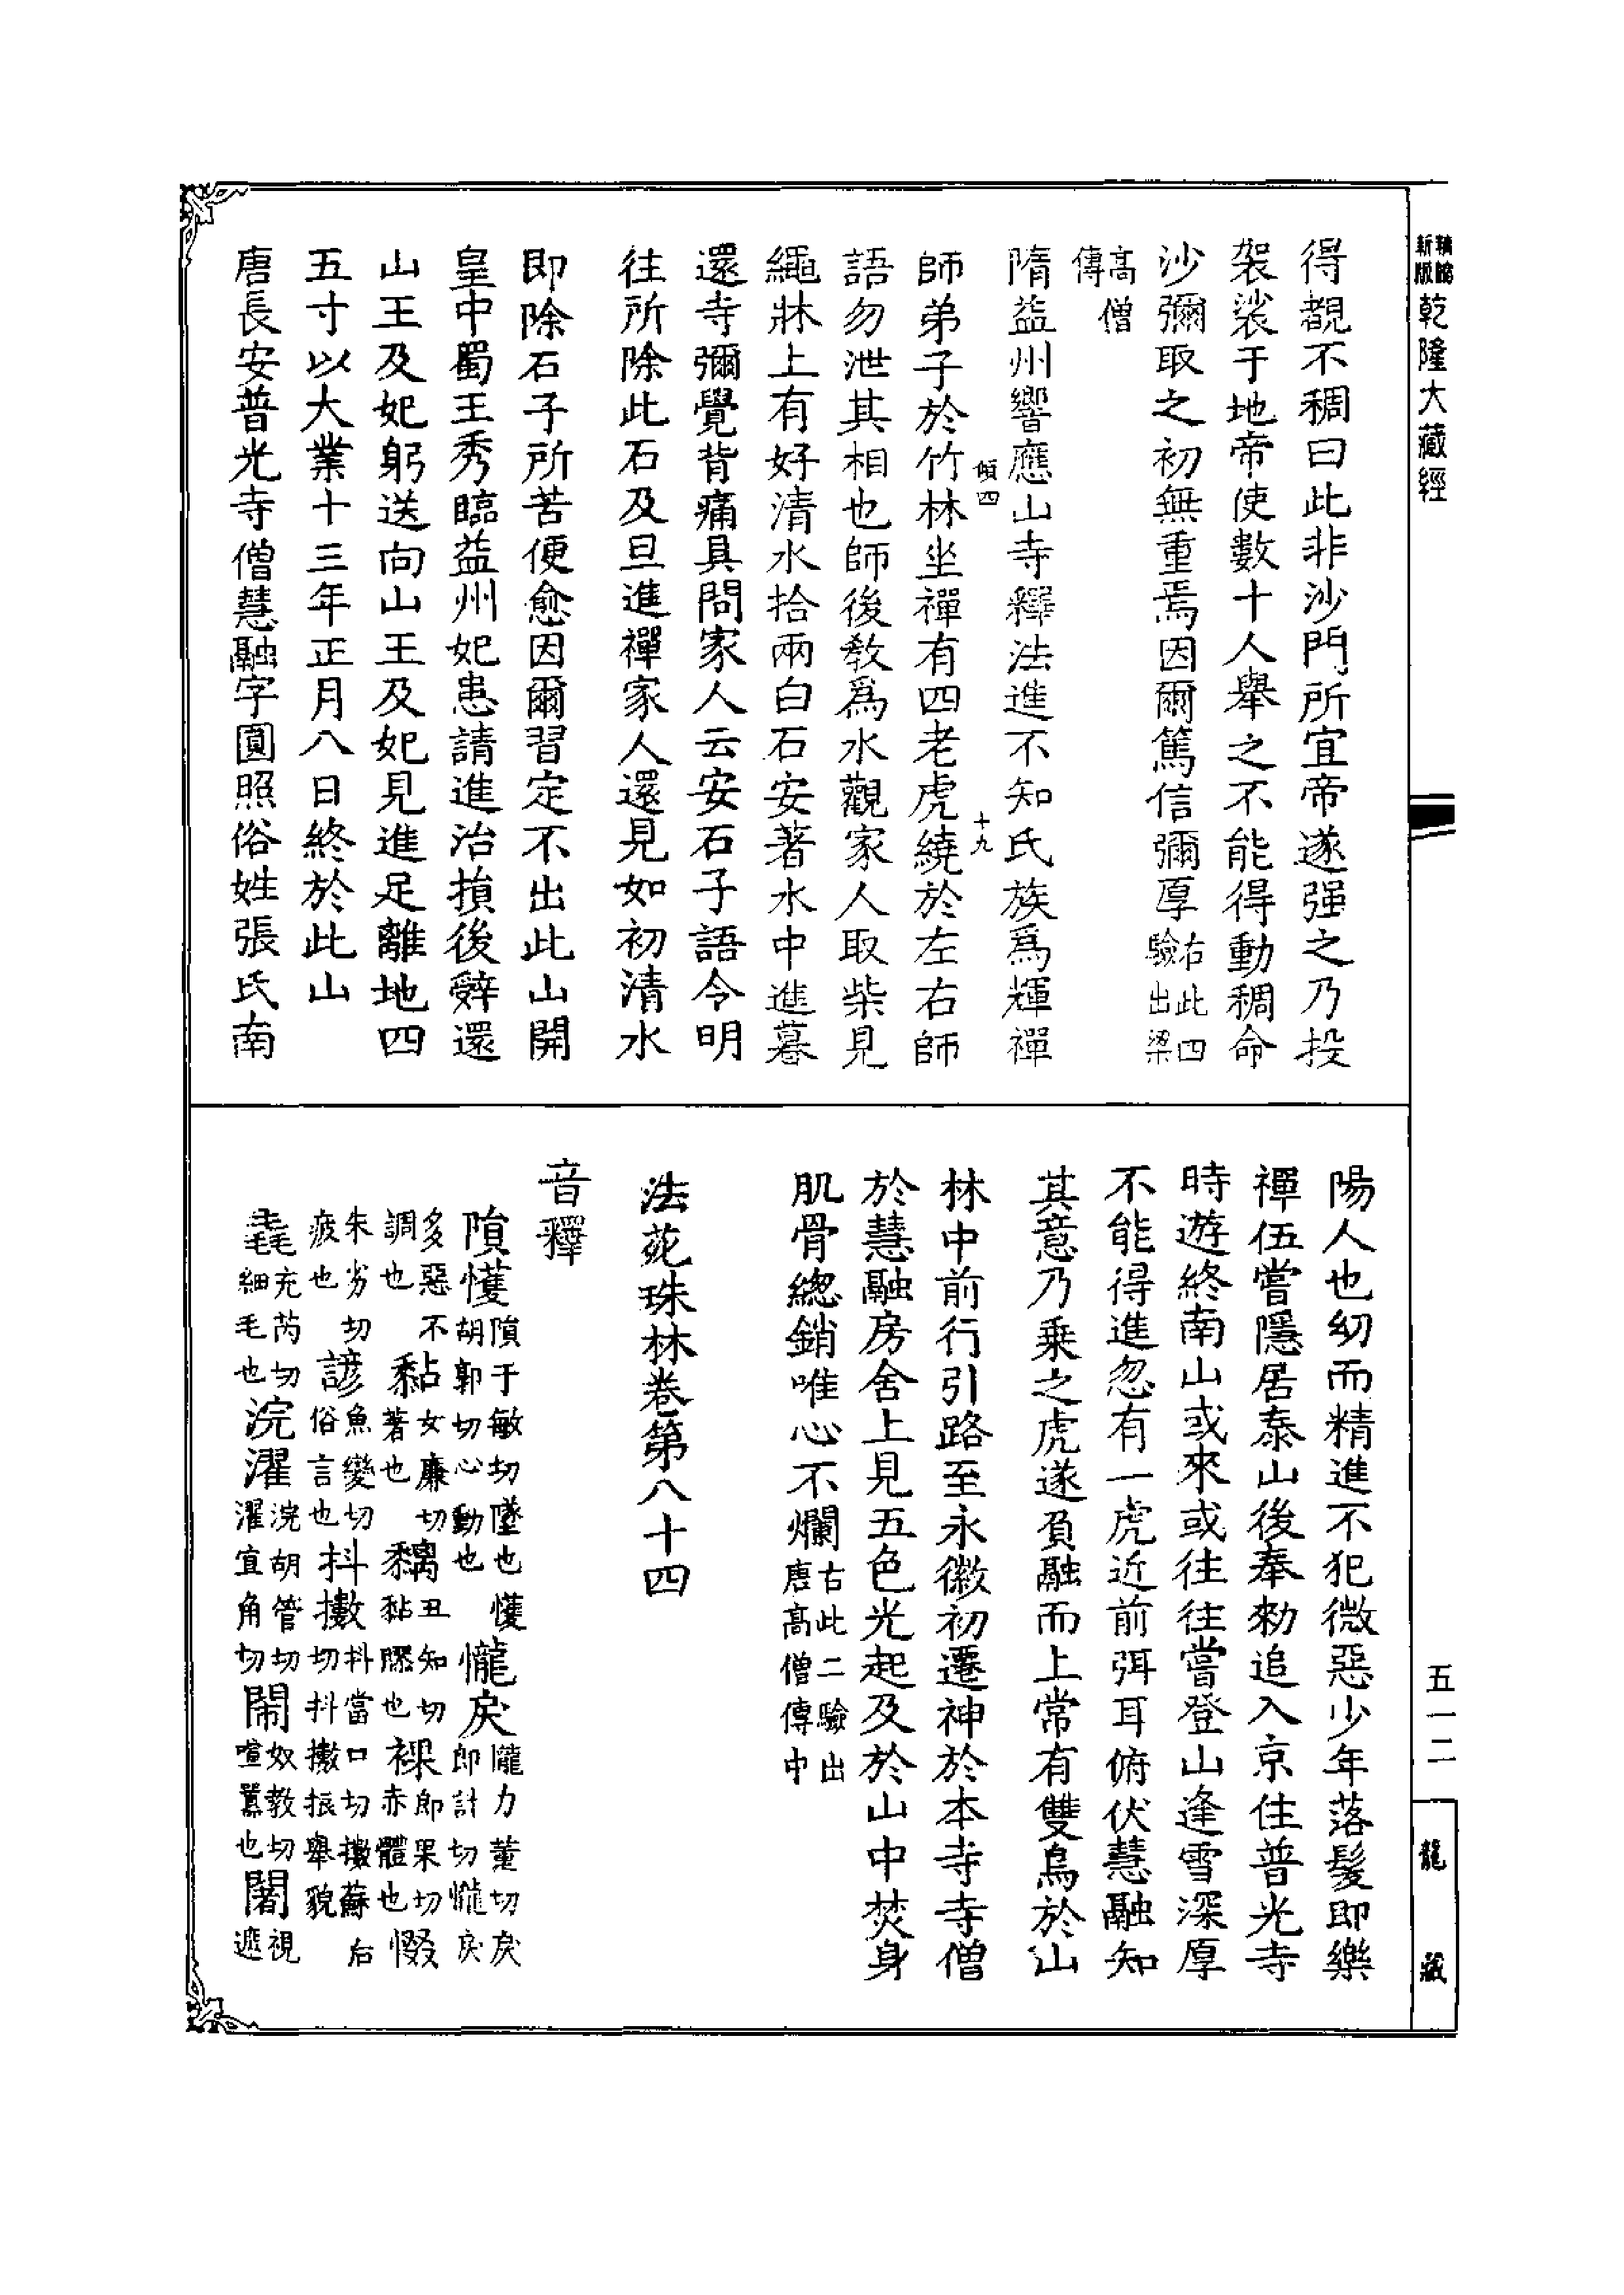 新版 精縮 乾隆大藏經
得覩不稠曰此非沙門所宜帝遂强之乃投
袈裟于地帝使數十人舉之不能得動稠命
沙彌取之初無重焉因爾篤信彌厚右此四驗出梁
高僧傳
隋益州響應山寺釋法進不知氏族爲輝禪
傾四 十九
師弟子於竹林坐禪有四老虎繞於左右師
語勿泄其相也師後教爲水觀家人取柴見
繩牀上有好清水拾兩白石安著水中進暮
還寺彌覺背痛具問家人云安石子語令明
往所除此石及旦進禪家人還見如初清水
即除石子所苦便愈因爾習定不出此山開
皇中蜀王秀臨益州妃患請進治損後辭還
山王及妃躬送向山王及妃見進足離地四
五寸以大業十三年正月八日終於此山
唐長安普光寺僧慧融字圓照俗姓張氏南
陽人也幼而精進不犯微惡少年落髮即樂
禪伍嘗隱居泰山後奉勑追入京住普光寺
時遊終南山或來或往往嘗登山逢雪深厚
不能得進忽有一虎近前弭耳俯伏慧融知
其意乃乘之虎遂負融而上常有雙烏於山
林中前行引路至永徽初遷神於本寺寺僧
於慧融房舍上見五色光起及於山中焚身
肌骨總銷唯心不爛右此二驗出唐高僧傳中
法苑珠林卷第八十四
音釋
隕懽隕于敏切墜也懽胡郭切心動也 㦬戾㦬力董切戾郎計切㦬戾
多惡不調也 黏女廉切著也 黐丑知切黏膠也 裸郎果切赤體也 惙
朱劣切疲也 諺魚變切俗言也 抖擻抖當口切擻蘇后切抖擻振舉貌
毳充芮切細毛也 浣濯浣胡管切濯宜角切 鬧奴教切喧囂也 闍視遮
五一二
龍藏